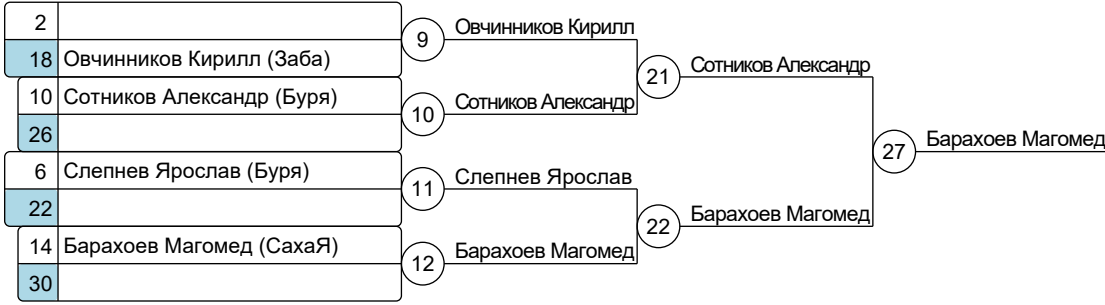 2
18 Овчинников Кирилл (Заба)
10 Сотников Александр (Буря)
26
6 Слепнев Ярослав (Буря)
22
14 Барахоев Магомед (СахаЯ)
30
9 Овчинников Кирилл
10 Сотников Александр
11 Слепнев Ярослав
12 Барахоев Магомед
21 Сотников Александр
22 Барахоев Магомед
27 Барахоев Магомед